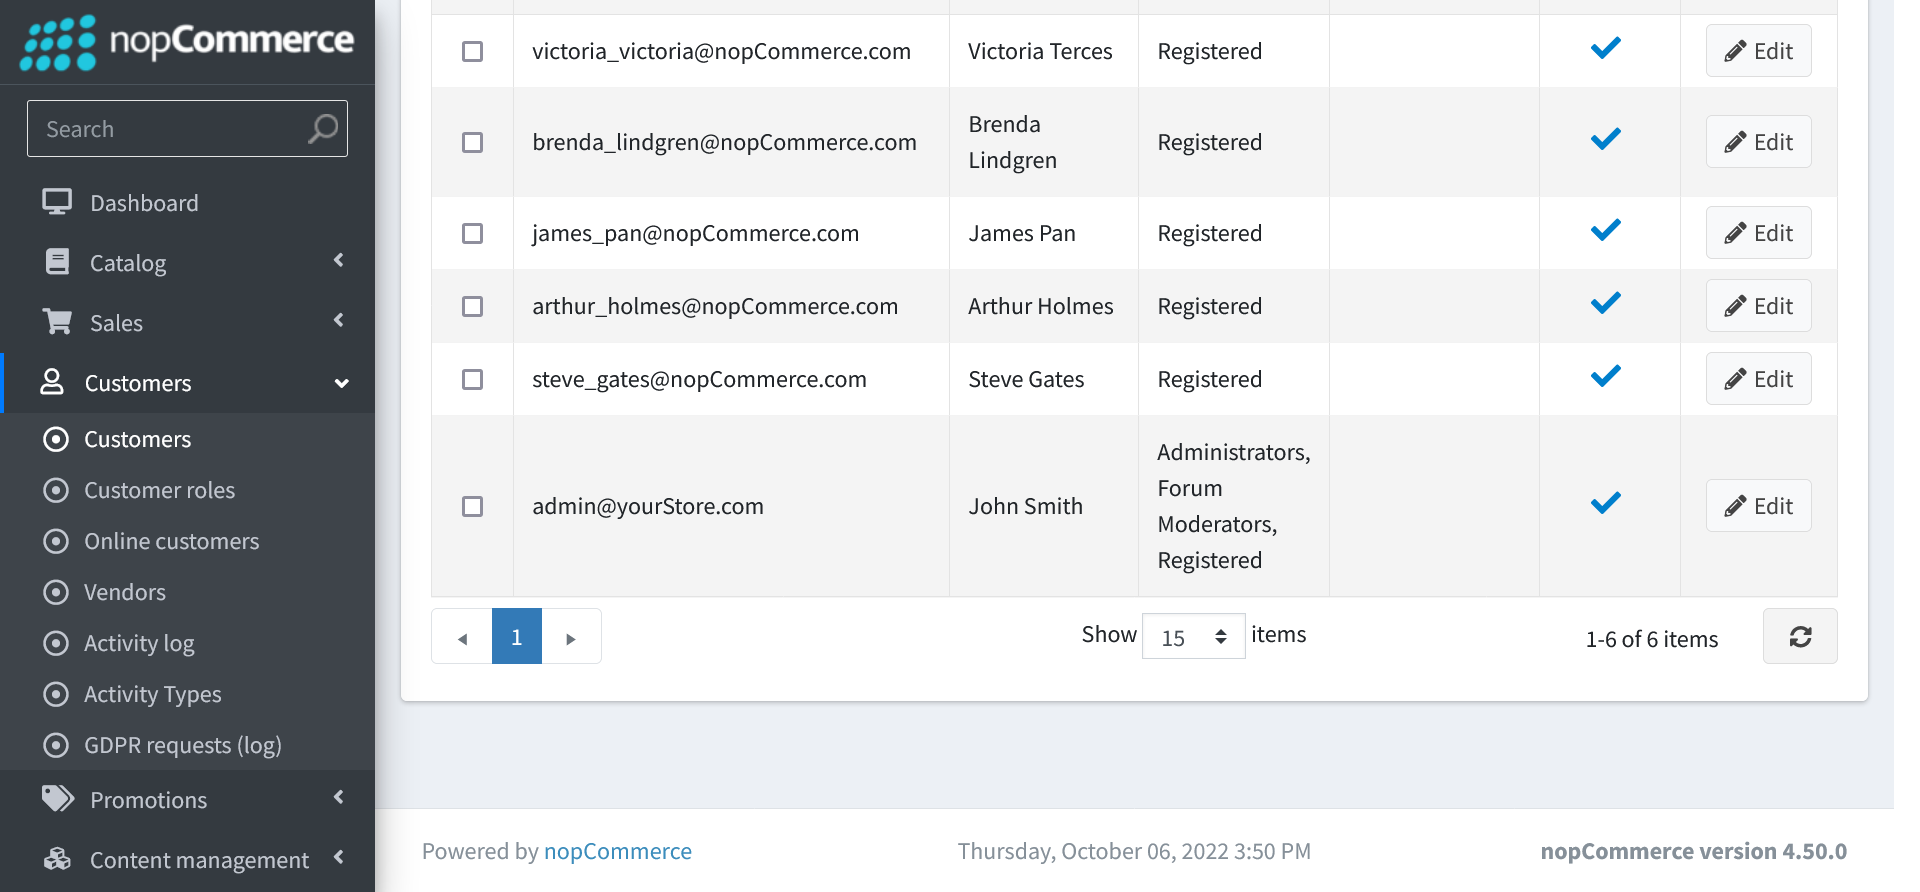 nopCommerce
Search
Dashboard
Catalog
Sales
Customers
Customers
Customer roles
Online customers
Vendors
Activity log
Activity Types
GDPR requests (log)
Promotions
Content management
victoria_victoria@nopCommerce.com Victoria Terces Registered Edit
brenda_lindgren@nopCommerce.com Brenda
Lindgren Registered Edit
james_pan@nopCommerce.com James Pan Registered Edit
arthur_holmes@nopCommerce.com Arthur Holmes Registered Edit
steve_gates@nopCommerce.com Steve Gates Registered Edit
admin@yourStore.com John Smith Administrators,
Forum
Moderators,
Registered Edit
1 Show 15 items 1-6 of 6 items
Powered by nopCommerce Thursday, October 06, 2022 3:50 PM nopCommerce version 4.50.0